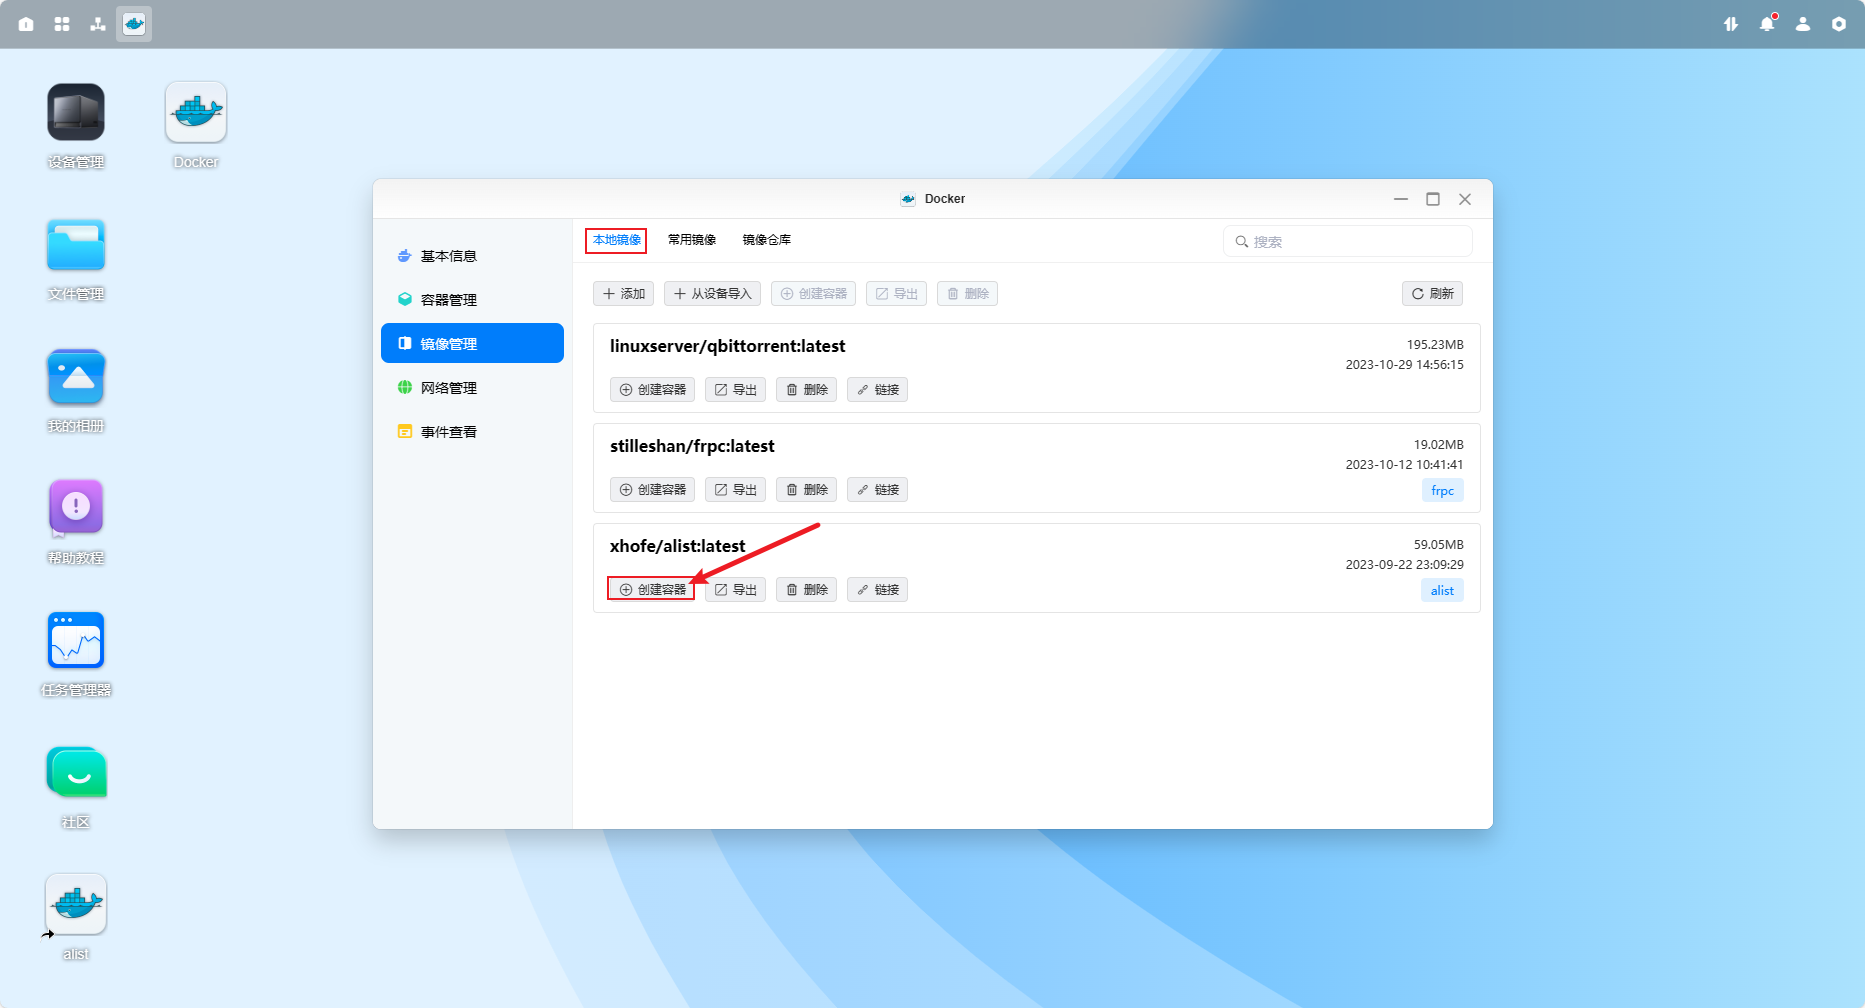 设备管理
Docker
文件管理
我的相册
帮助教程
任务管理器
社区
alist
Docker
基本信息
容器管理
镜像管理
网络管理
事件查看
本地镜像 常用镜像 镜像仓库 搜索
添加 从设备导入 创建容器 导出 删除 刷新
linuxserver/qbittorrent:latest 195.23MB
2023-10-29 14:56:15
创建容器 导出 删除 链接
stilleshan/frpc:latest 19.02MB
2023-10-12 10:41:41
创建容器 导出 删除 链接 frpc
xhofe/alist:latest 59.05MB
2023-09-22 23:09:29
创建容器 导出 删除 链接 alist